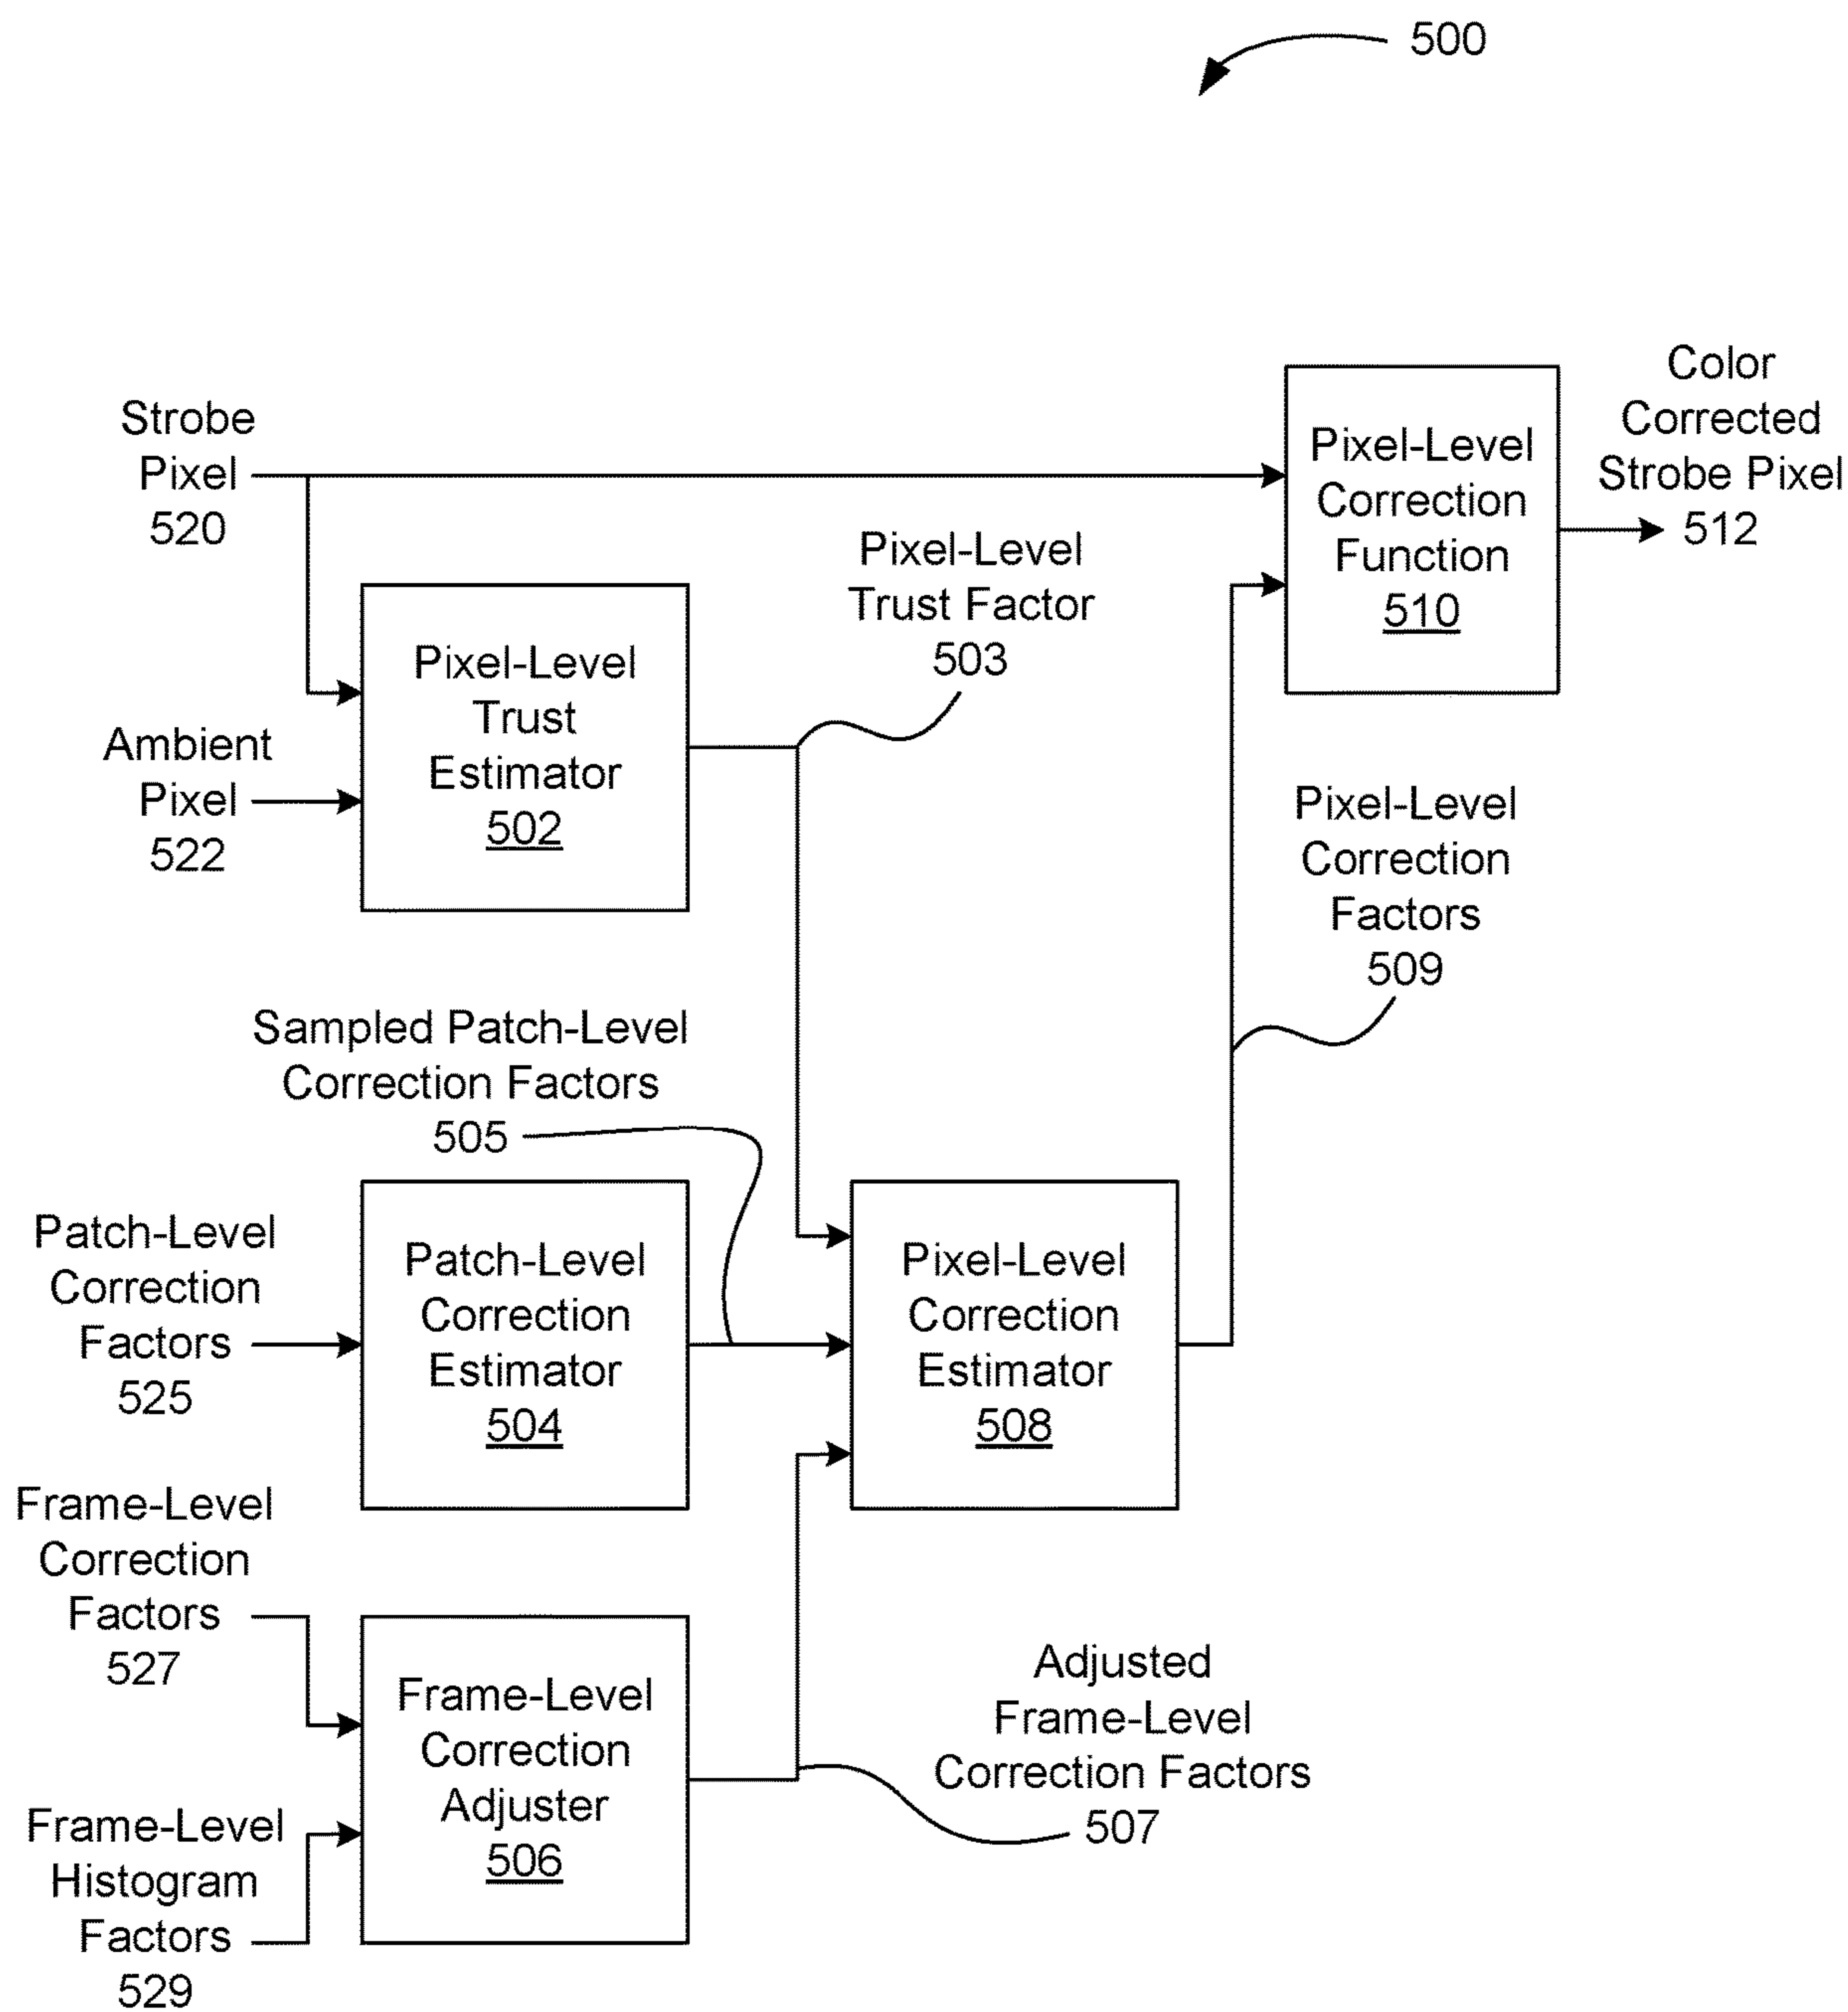 500
Strobe
Pixel
520
Ambient
Pixel
522
Pixel-Level
Trust
Estimator
502
Pixel-Level
Trust Factor
503
Pixel-Level
Correction
Function
510
Color
Corrected
Strobe Pixel
512
Pixel-Level
Correction
Factors
509
Sampled Patch-Level
Correction Factors
505
Patch-Level
Correction
Factors
525
Patch-Level
Correction
Estimator
504
Pixel-Level
Correction
Estimator
508
Frame-Level
Correction
Factors
527
Frame-Level
Histogram
Factors
529
Frame-Level
Correction
Adjuster
506
Adjusted
Frame-Level
Correction Factors
507